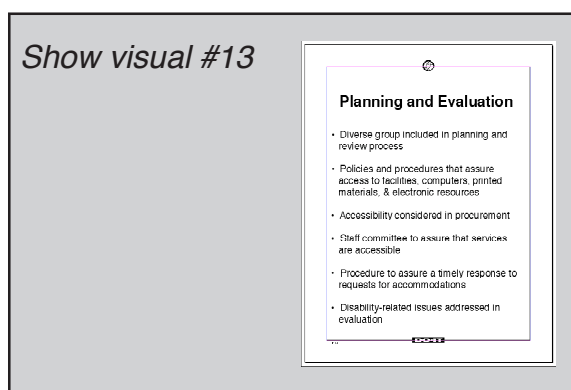 Show visual #13
Planning and Evaluation
• Diverse group included in planning and
review process
• Policies and procedures that assure
access to facilities, computers, printed
materials, & electronic resources
• Accessibility considered in procurement
• Staff committee to assure that services
are accessible
• Procedure to assure a timely response to
requests for accommodations
• Disability-related issues addressed in
evaluation
DO-IT